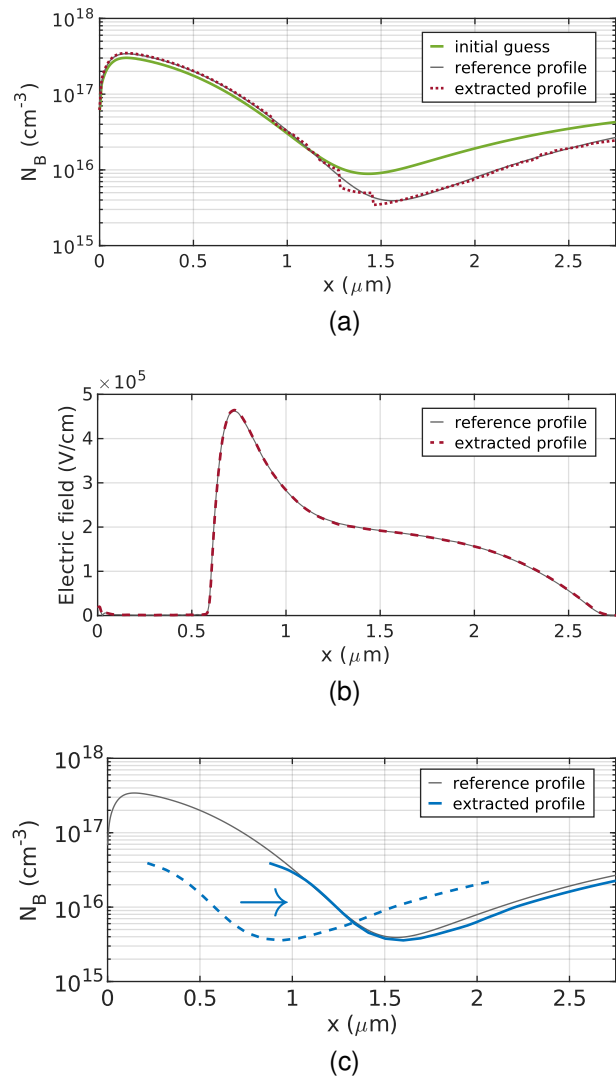 10^18
10^17
10^16
10^15
N_B (cm^-3)
initial guess
reference profile
extracted profile
0 0.5 1 1.5 2 2.5
x (μm)
(a)
×10^5
5
4
3
2
1
0
Electric field (V/cm)
reference profile
extracted profile
0 0.5 1 1.5 2 2.5
x (μm)
(b)
10^18
10^17
10^16
10^15
N_B (cm^-3)
reference profile
extracted profile
0 0.5 1 1.5 2 2.5
x (μm)
(c)